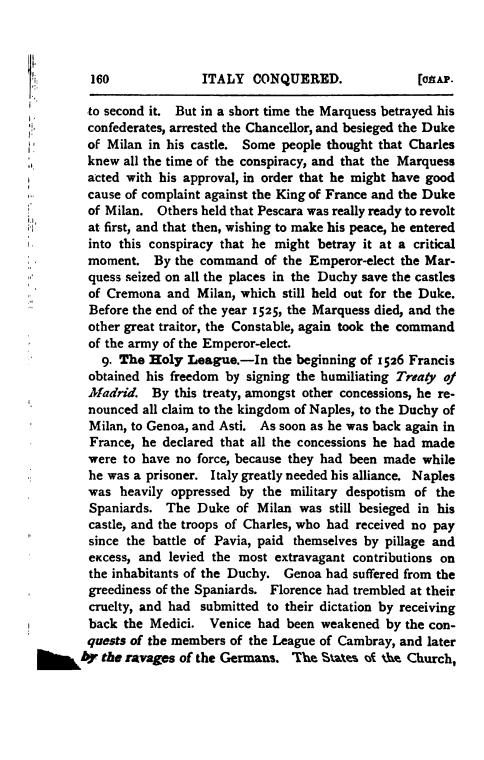 160 ITALY CONQUERED. [CHAP.
to second it. But in a short time the Marquess betrayed his
confederates, arrested the Chancellor, and besieged the Duke
of Milan in his castle. Some people thought that Charles
knew all the time of the conspiracy, and that the Marquess
acted with his approval, in order that he might have good
cause of complaint against the King of France and the Duke
of Milan. Others held that Pescara was really ready to revolt
at first, and that then, wishing to make his peace, he entered
into this conspiracy that he might betray it at a critical
moment. By the command of the Emperor-elect the Mar-
quess seized on all the places in the Duchy save the castles
of Cremona and Milan, which still held out for the Duke.
Before the end of the year 1525, the Marquess died, and the
other great traitor, the Constable, again took the command
of the army of the Emperor-elect.
9. The Holy League.—In the beginning of 1526 Francis
obtained his freedom by signing the humiliating Treaty of
Madrid. By this treaty, amongst other concessions, he re-
nounced all claim to the kingdom of Naples, to the Duchy of
Milan, to Genoa, and Asti. As soon as he was back again in
France, he declared that all the concessions he had made
were to have no force, because they had been made while
he was a prisoner. Italy greatly needed his alliance. Naples
was heavily oppressed by the military despotism of the
Spaniards. The Duke of Milan was still besieged in his
castle, and the troops of Charles, who had received no pay
since the battle of Pavia, paid themselves by pillage and
excess, and levied the most extravagant contributions on
the inhabitants of the Duchy. Genoa had suffered from the
greediness of the Spaniards. Florence had trembled at their
cruelty, and had submitted to their dictation by receiving
back the Medici. Venice had been weakened by the con-
quests of the members of the League of Cambray, and later
by the ravages of the Germans. The States of the Church,